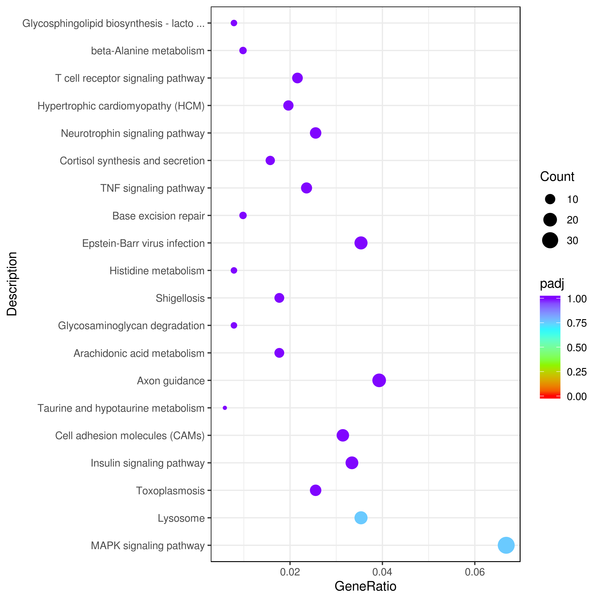 Glycosphingolipid biosynthesis - lacto ...
beta-Alanine metabolism
T cell receptor signaling pathway
Hypertrophic cardiomyopathy (HCM)
Neurotrophin signaling pathway
Cortisol synthesis and secretion
TNF signaling pathway
Base excision repair
Epstein-Barr virus infection
Histidine metabolism
Shigellosis
Glycosaminoglycan degradation
Arachidonic acid metabolism
Axon guidance
Taurine and hypotaurine metabolism
Cell adhesion molecules (CAMs)
Insulin signaling pathway
Toxoplasmosis
Lysosome
MAPK signaling pathway
Description
0.02 0.04 0.06
GeneRatio
Count
10
20
30
padj
1.00
0.75
0.50
0.25
0.00